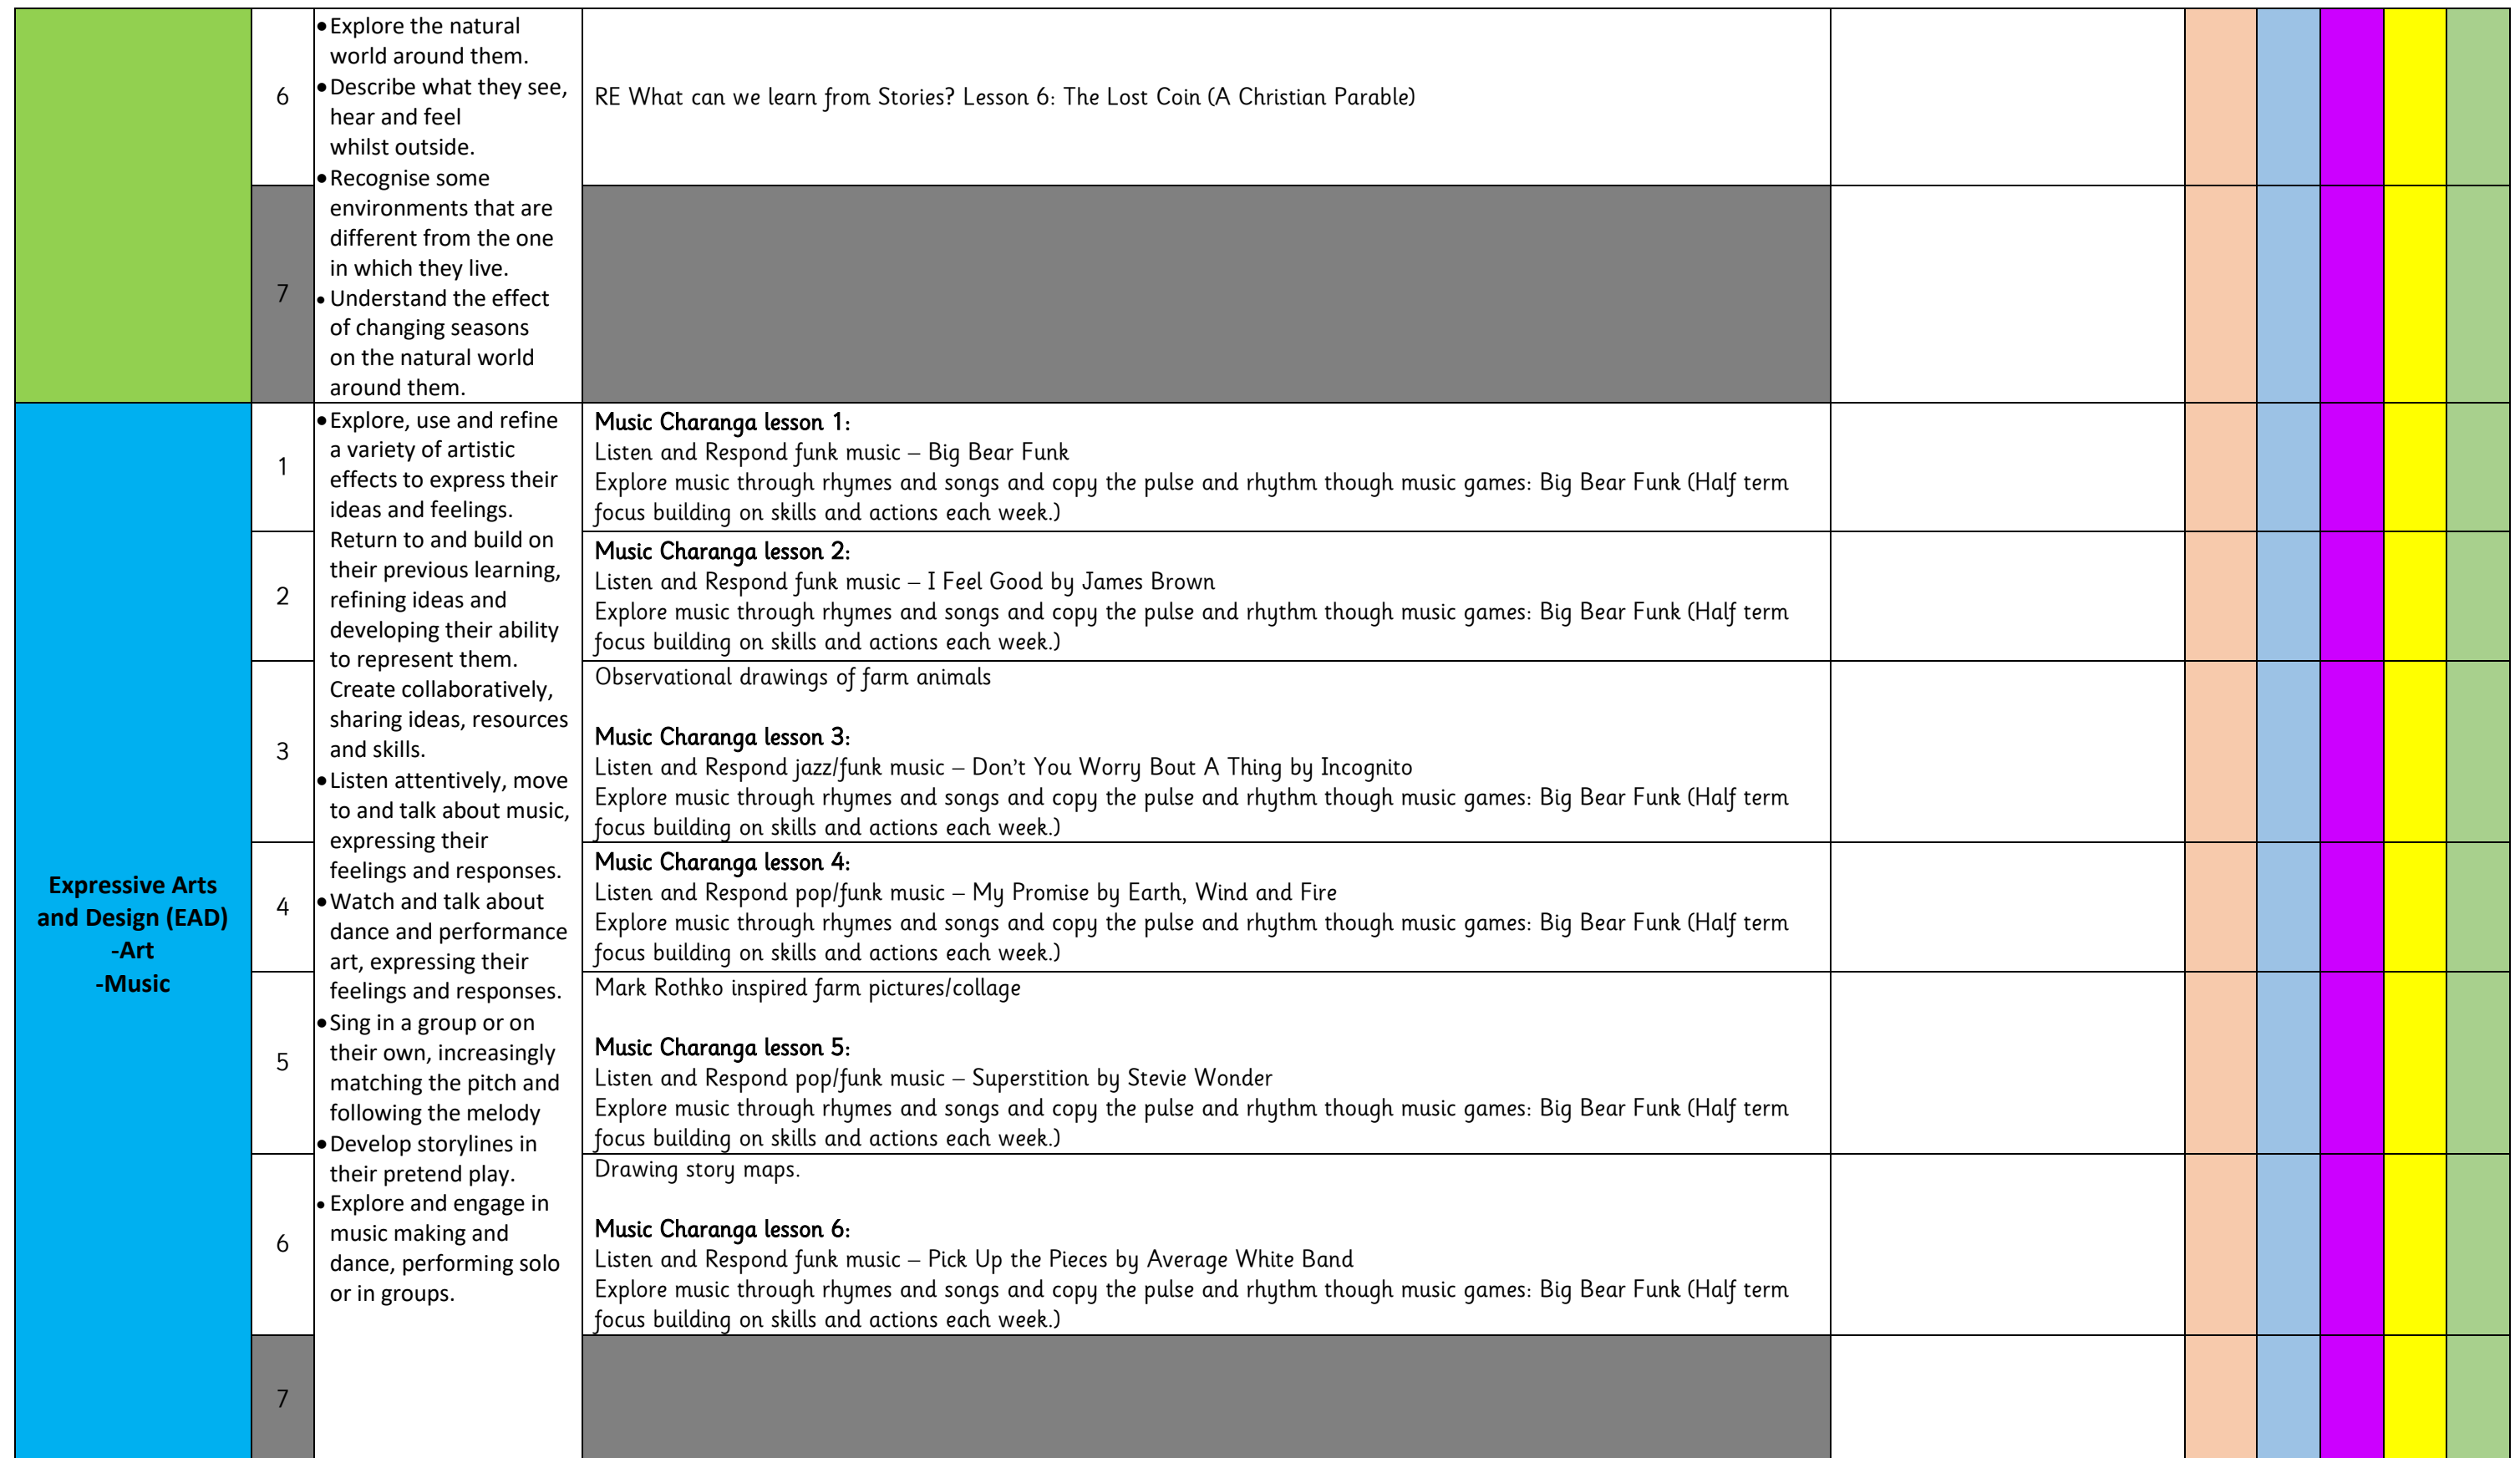 6
• Explore the natural
world around them.
• Describe what they see,
hear and feel
whilst outside.
• Recognise some
environments that are
different from the one
in which they live.
• Understand the effect
of changing seasons
on the natural world
around them.
RE What can we learn from Stories? Lesson 6: The Lost Coin (A Christian Parable)
7
Expressive Arts
and Design (EAD)
-Art
-Music
• Explore, use and refine
a variety of artistic
effects to express their
ideas and feelings.
Return to and build on
their previous learning,
refining ideas and
developing their ability
to represent them.
Create collaboratively,
sharing ideas, resources
and skills.
• Listen attentively, move
to and talk about music,
expressing their
feelings and responses.
• Watch and talk about
dance and performance
art, expressing their
feelings and responses.
• Sing in a group or on
their own, increasingly
matching the pitch and
following the melody
• Develop storylines in
their pretend play.
• Explore and engage in
music making and
dance, performing solo
or in groups.
1
Music Charanga lesson 1:
Listen and Respond funk music – Big Bear Funk
Explore music through rhymes and songs and copy the pulse and rhythm though music games: Big Bear Funk (Half term
focus building on skills and actions each week.)
2
Music Charanga lesson 2:
Listen and Respond funk music – I Feel Good by James Brown
Explore music through rhymes and songs and copy the pulse and rhythm though music games: Big Bear Funk (Half term
focus building on skills and actions each week.)
3
Observational drawings of farm animals
Music Charanga lesson 3:
Listen and Respond jazz/funk music – Don't You Worry Bout A Thing by Incognito
Explore music through rhymes and songs and copy the pulse and rhythm though music games: Big Bear Funk (Half term
focus building on skills and actions each week.)
4
Music Charanga lesson 4:
Listen and Respond pop/funk music – My Promise by Earth, Wind and Fire
Explore music through rhymes and songs and copy the pulse and rhythm though music games: Big Bear Funk (Half term
focus building on skills and actions each week.)
5
Mark Rothko inspired farm pictures/collage
Music Charanga lesson 5:
Listen and Respond pop/funk music – Superstition by Stevie Wonder
Explore music through rhymes and songs and copy the pulse and rhythm though music games: Big Bear Funk (Half term
focus building on skills and actions each week.)
6
Drawing story maps.
Music Charanga lesson 6:
Listen and Respond funk music – Pick Up the Pieces by Average White Band
Explore music through rhymes and songs and copy the pulse and rhythm though music games: Big Bear Funk (Half term
focus building on skills and actions each week.)
7